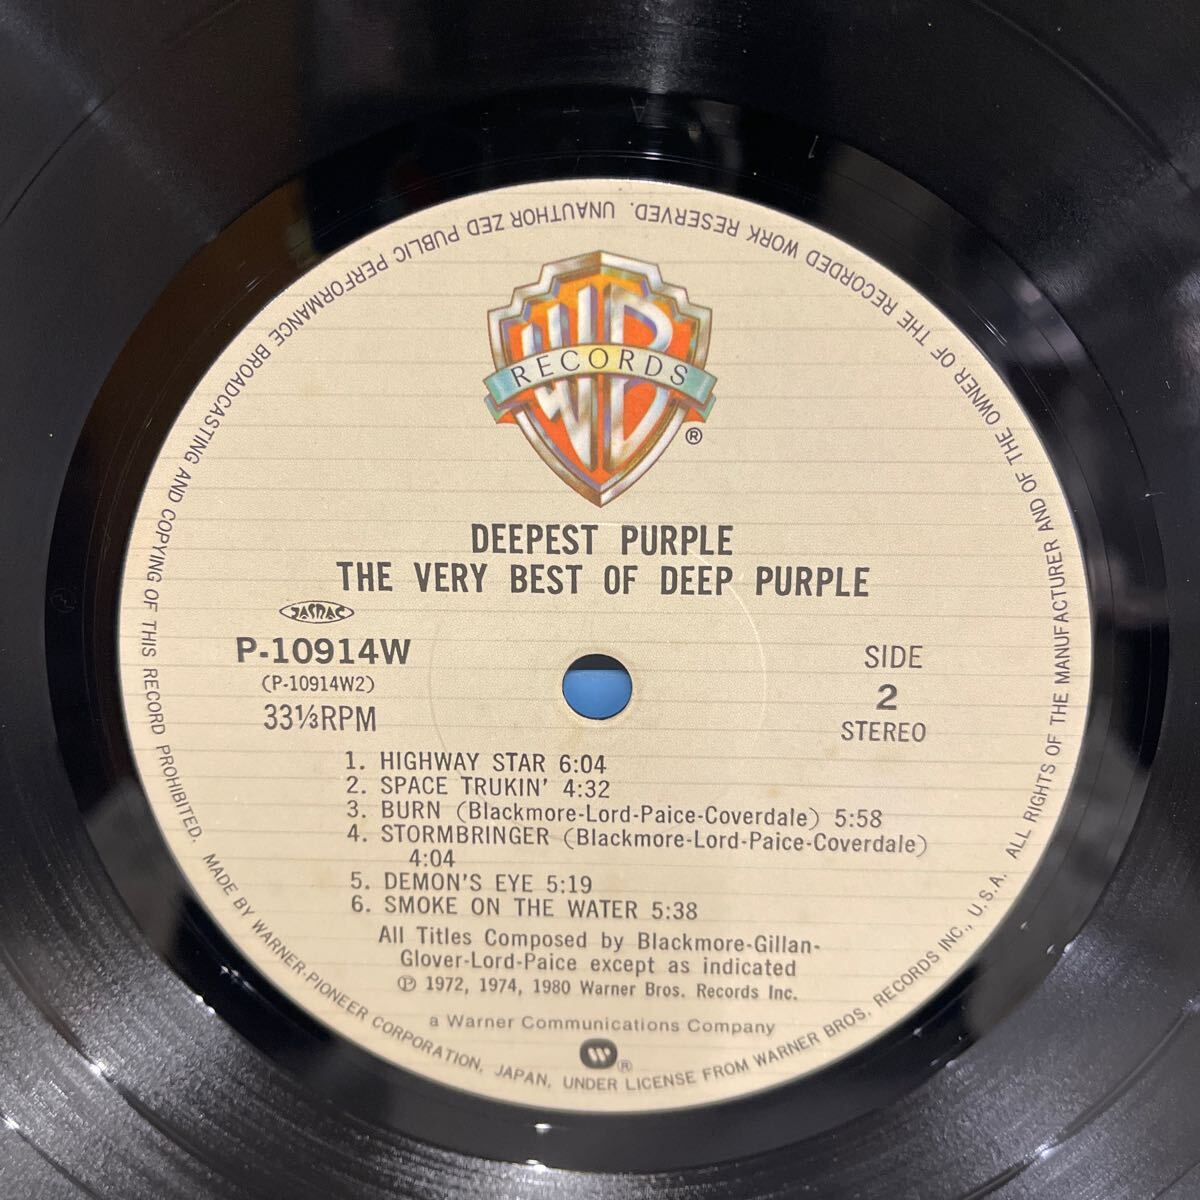 WB
RECORDS
®
DEEPEST PURPLE
THE VERY BEST OF DEEP PURPLE
JASRAC
P-10914W
(P-10914W2)
33⅓RPM
SIDE
2
STEREO
1. HIGHWAY STAR 6:04
2. SPACE TRUKIN' 4:32
3. BURN (Blackmore-Lord-Paice-Coverdale) 5:58
4. STORMBRINGER (Blackmore-Lord-Paice-Coverdale)
4:04
5. DEMON'S EYE 5:19
6. SMOKE ON THE WATER 5:38
All Titles Composed by Blackmore-Gillan-
Glover-Lord-Paice except as indicated
℗ 1972, 1974, 1980 Warner Bros. Records Inc.
a Warner Communications Company
®
ALL RIGHTS OF THE MANUFACTURER AND OF THE OWNER OF THE RECORDED WORK RESERVED. UNAUTHOR ZED PUBLIC PERFORMANCE BROADCASTING AND COPYING OF THIS RECORD PROHIBITED.
MADE BY WARNER-PIONEER CORPORATION, JAPAN, UNDER LICENSE FROM WARNER BROS. RECORDS INC., U.S.A.